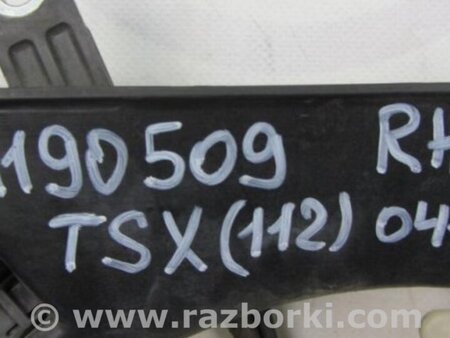 190509 RH
TSX (112) 04
www.razborki.com